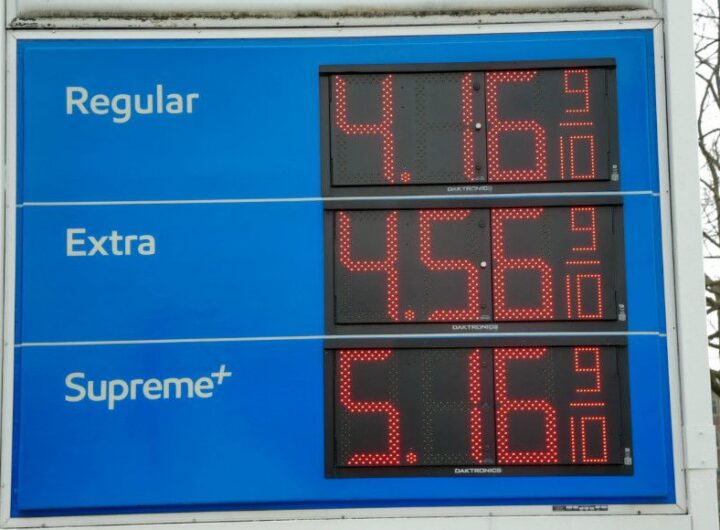 Regular 4.16 9/10
DAKTRONICS
Extra 4.56 9/10
DAKTRONICS
Supreme+ 5.16 9/10
DAKTRONICS